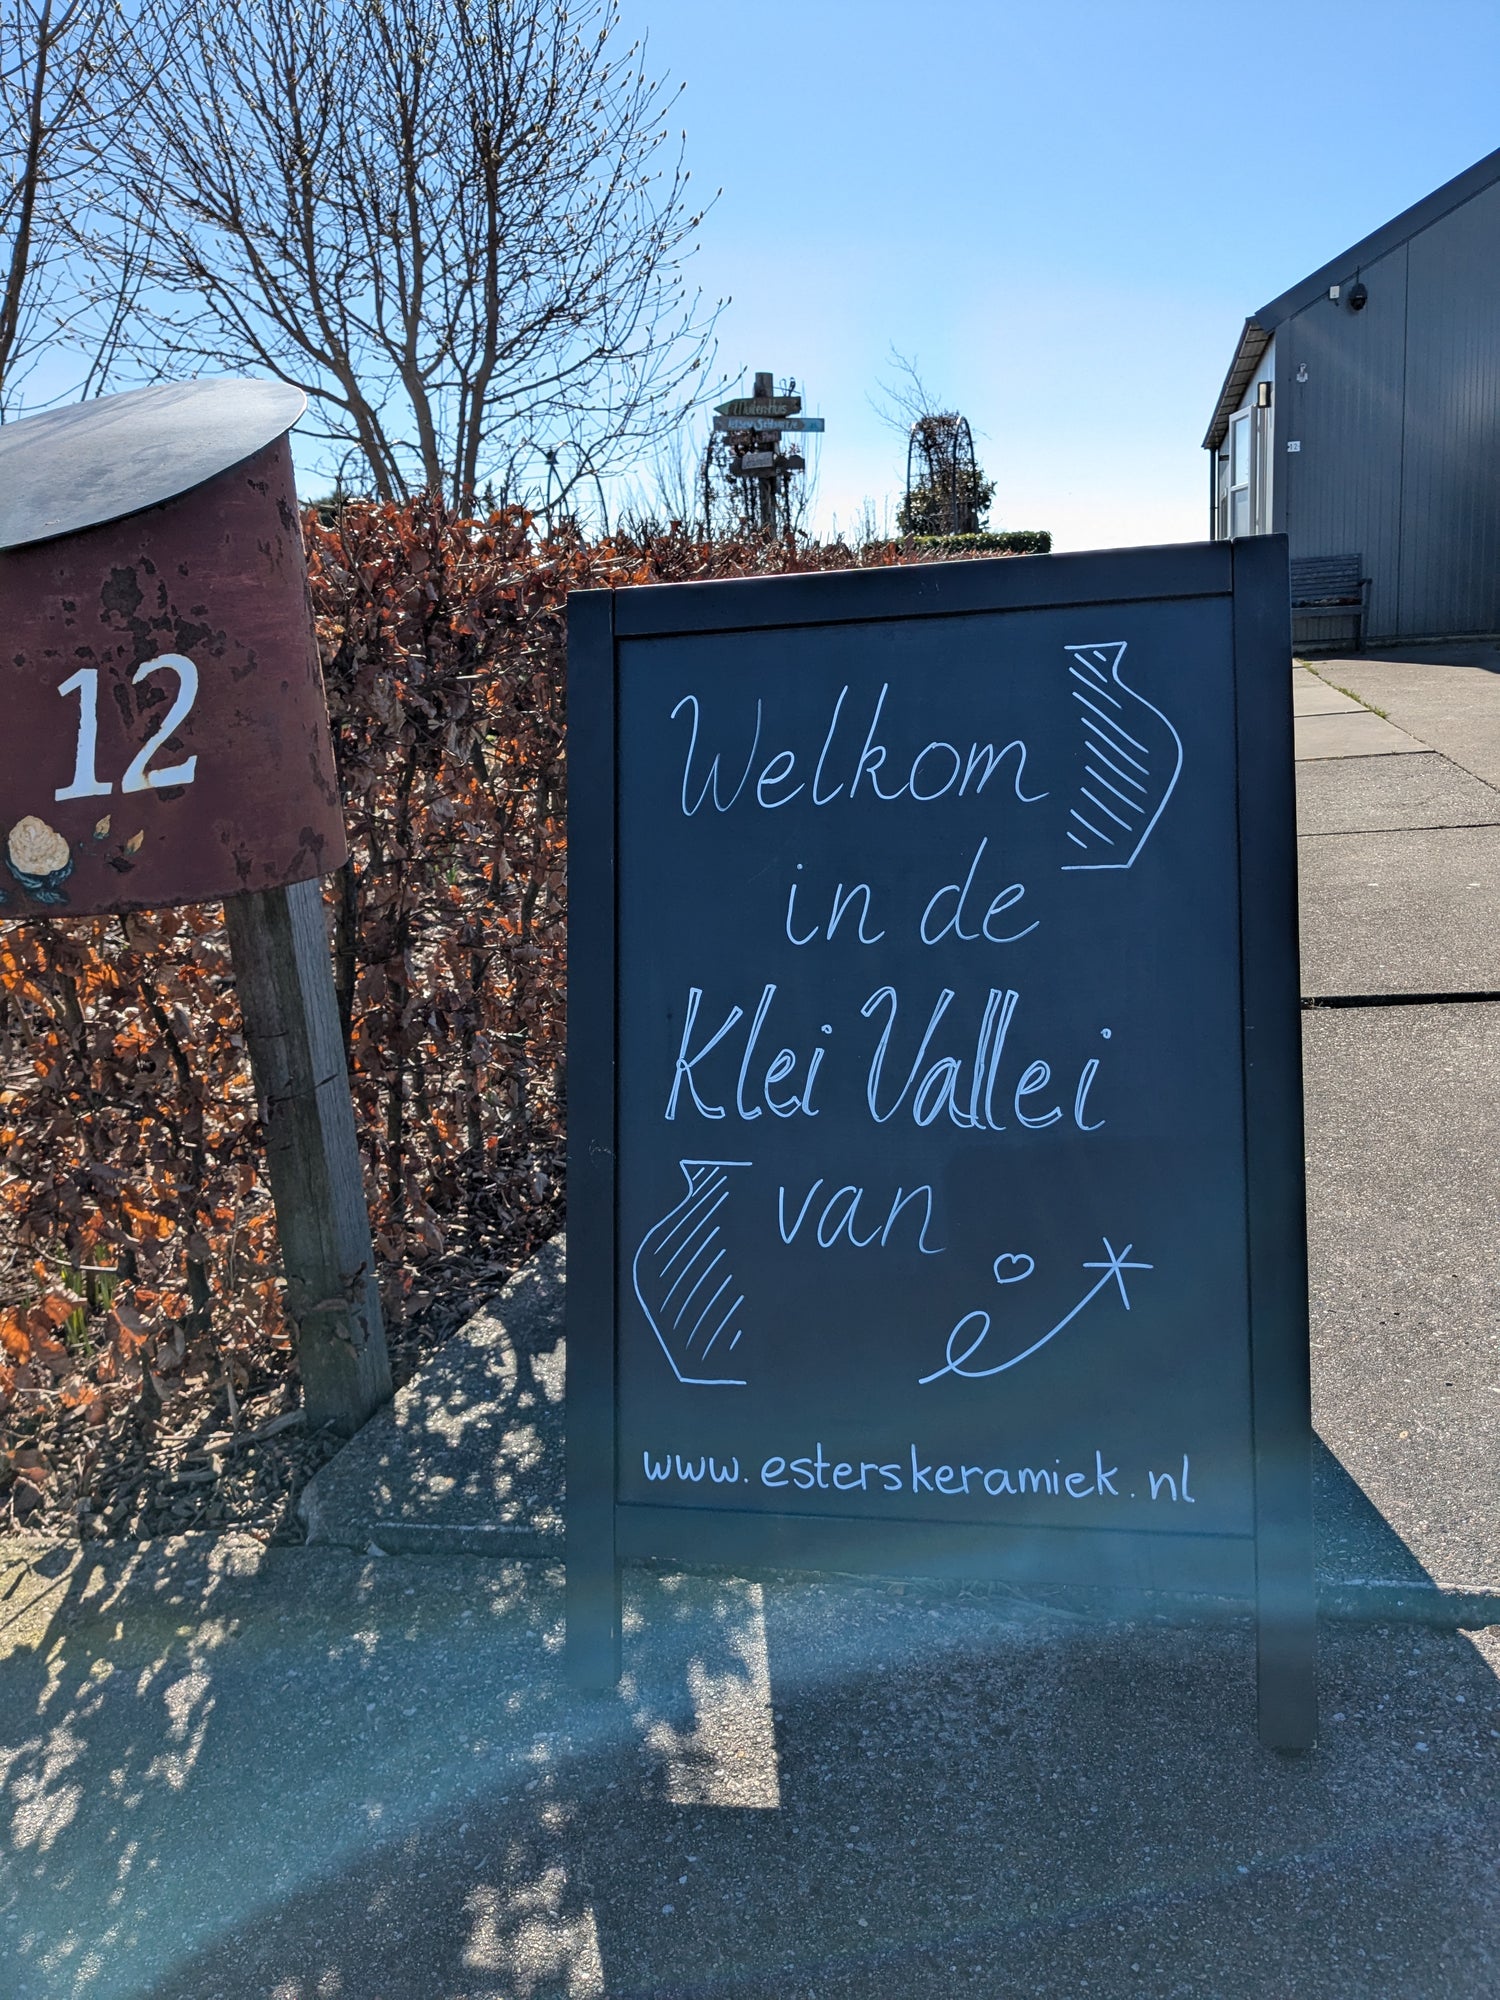 12
Welkom
in de
Klei Vallei
van
www.esterskeramiek.nl